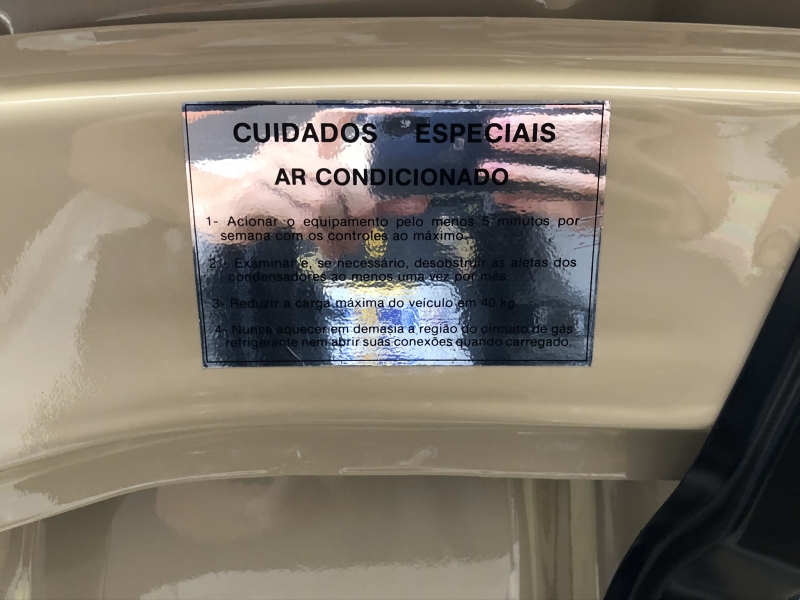 CUIDADOS ESPECIAIS
AR CONDICIONADO
1- Acionar o equipamento pelo menos 5 minutos por
semana com os controles ao máximo.
2- Examinar e, se necessário, desobstruir as aletas dos
condensadores ao menos uma vez por mês.
3- Reduzir a carga máxima do veículo em 40 kg.
4- Nunca aquecer em demasia a região do circuito de gás
refrigerante nem abrir suas conexões quando carregado.